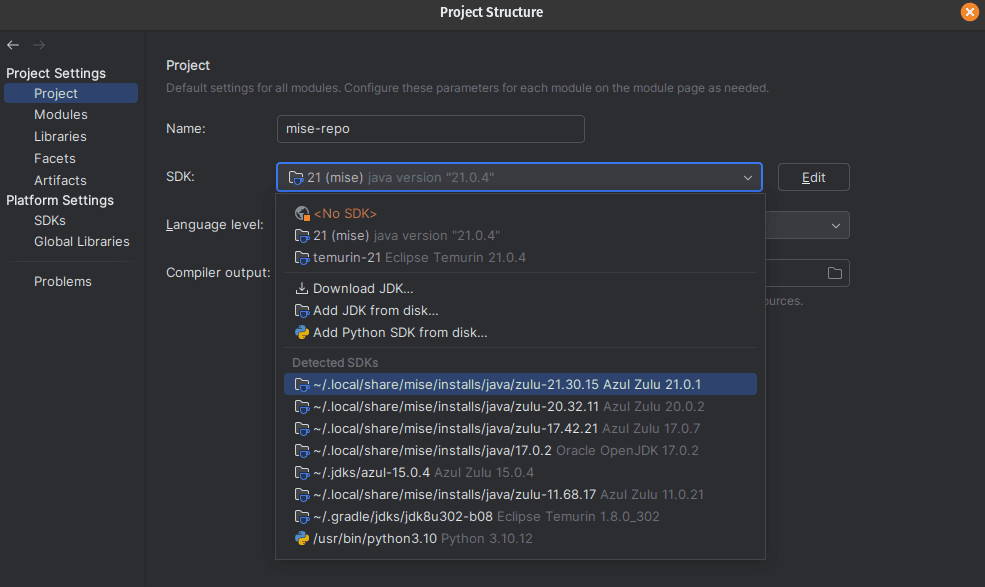 Project Structure
Project Settings
Project
Modules
Libraries
Facets
Artifacts
Platform Settings
SDKs
Global Libraries
Problems
Project
Default settings for all modules. Configure these parameters for each module on the module page as needed.
Name: mise-repo
SDK: 21 (mise) java version "21.0.4" Edit
<No SDK>
21 (mise) java version "21.0.4"
temurin-21 Eclipse Temurin 21.0.4
Download JDK...
Add JDK from disk...
Add Python SDK from disk...
Detected SDKs
~/.local/share/mise/installs/java/zulu-21.30.15 Azul Zulu 21.0.1
~/.local/share/mise/installs/java/zulu-20.32.11 Azul Zulu 20.0.2
~/.local/share/mise/installs/java/zulu-17.42.21 Azul Zulu 17.0.7
~/.local/share/mise/installs/java/17.0.2 Oracle OpenJDK 17.0.2
~/.jdks/azul-15.0.4 Azul Zulu 15.0.4
~/.local/share/mise/installs/java/zulu-11.68.17 Azul Zulu 11.0.21
~/.gradle/jdks/jdk8u302-b08 Eclipse Temurin 1.8.0_302
/usr/bin/python3.10 Python 3.10.12
Language level:
Compiler output:
ources.